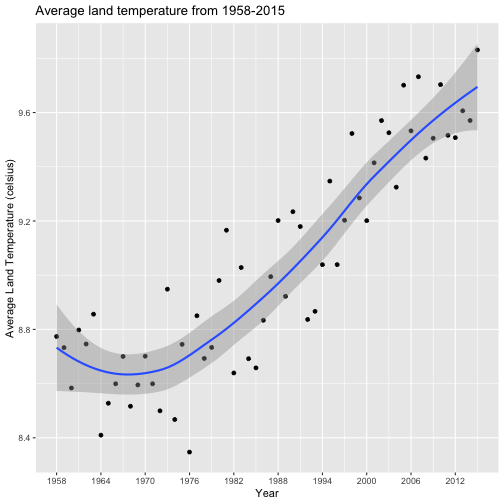 Average land temperature from 1958-2015
Average Land Temperature (celsius)
9.6
9.2
8.8
8.4
1958 1964 1970 1976 1982 1988 1994 2000 2006 2012
Year